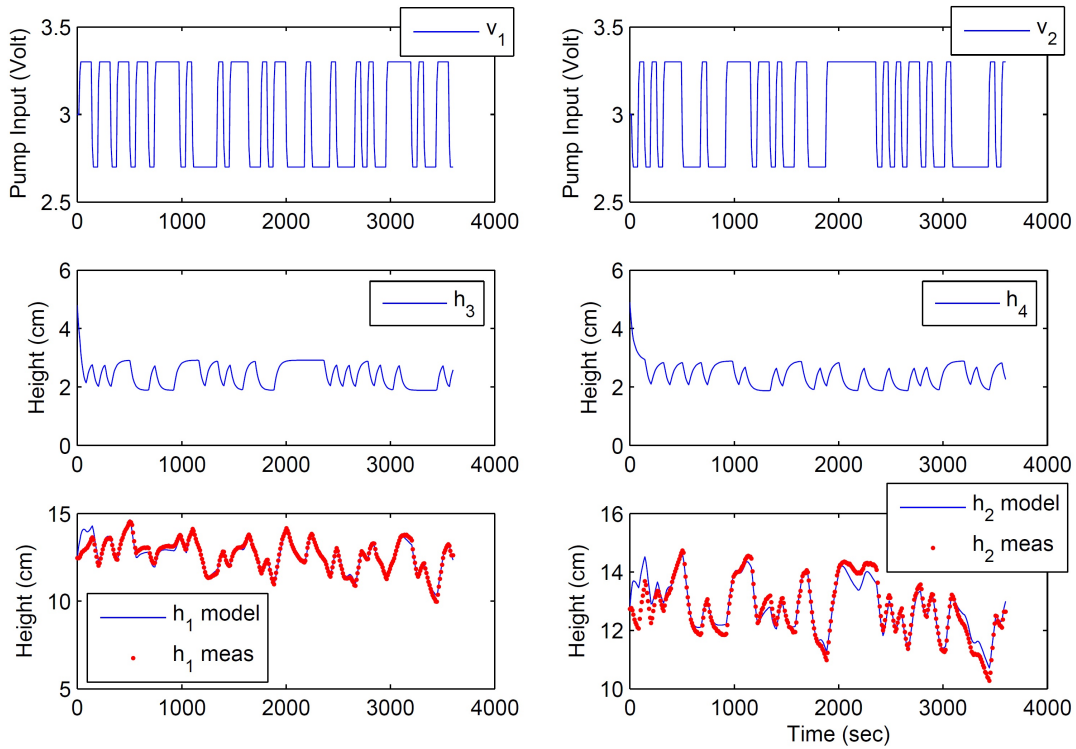 3.5
3
2.5
Pump Input (Volt)
v1
0 1000 2000 3000 4000
3.5
3
2.5
Pump Input (Volt)
v2
0 1000 2000 3000 4000
6
4
2
0
Height (cm)
h3
0 1000 2000 3000 4000
6
4
2
0
Height (cm)
h4
0 1000 2000 3000 4000
15
10
5
Height (cm)
h1 model
h1 meas
0 1000 2000 3000 4000
16
14
12
10
Height (cm)
h2 model
h2 meas
0 1000 2000 3000 4000
Time (sec)